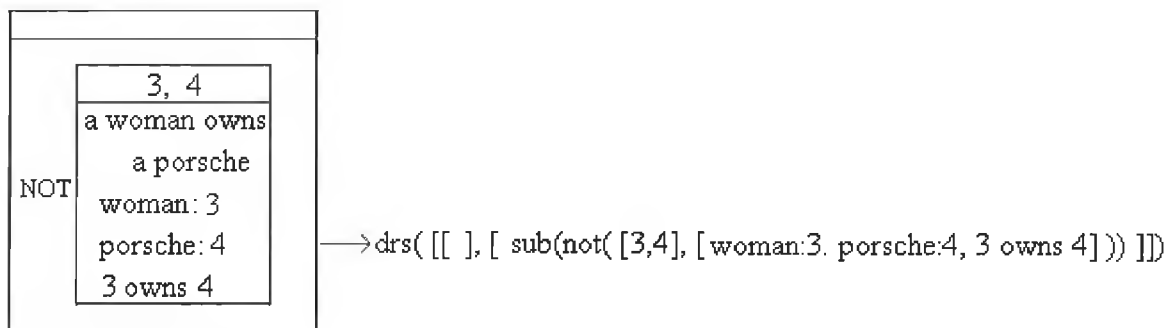 3, 4
a woman owns
a porsche
NOT
woman: 3
porsche: 4
3 owns 4
drs( [[ ], [ sub(not( [3,4], [woman:3. porsche:4, 3 owns 4] )) ]])